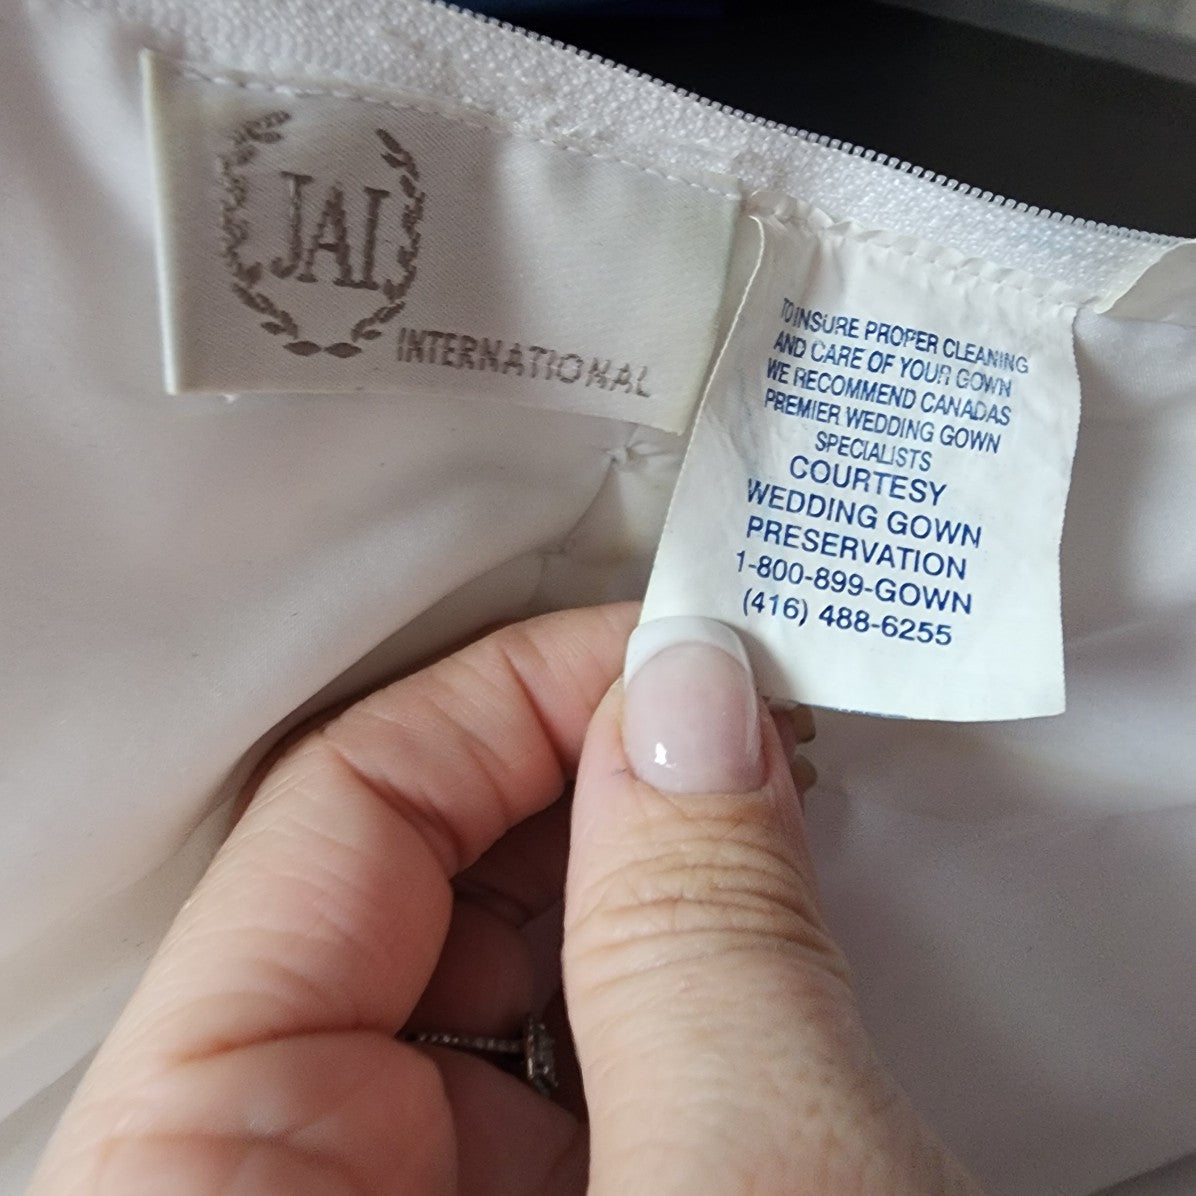 JAI
INTERNATIONAL
TO INSURE PROPER CLEANING
AND CARE OF YOUR GOWN
WE RECOMMEND CANADAS
PREMIER WEDDING GOWN
SPECIALISTS
COURTESY
WEDDING GOWN
PRESERVATION
1-800-899-GOWN
(416) 488-6255